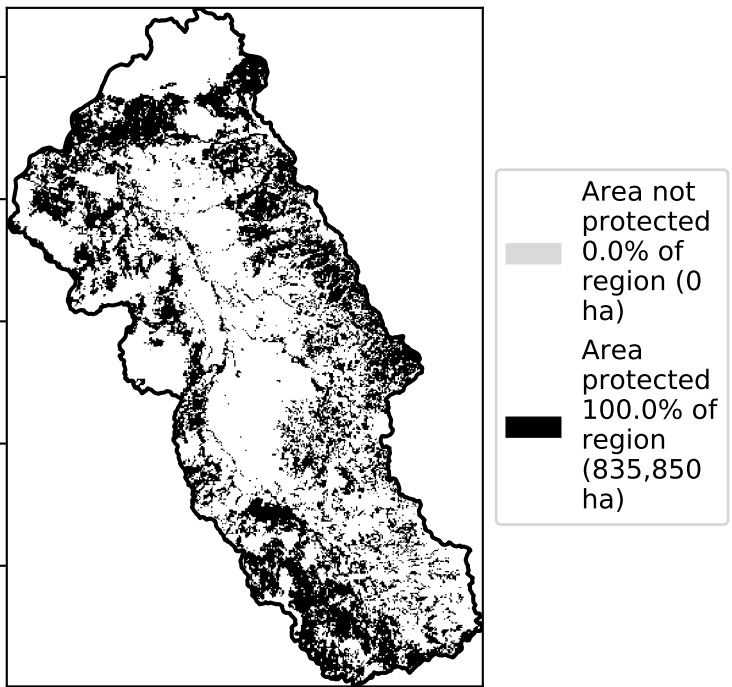 Area not
protected
0.0% of
region (0
ha)
Area
protected
100.0% of
region
(835,850
ha)